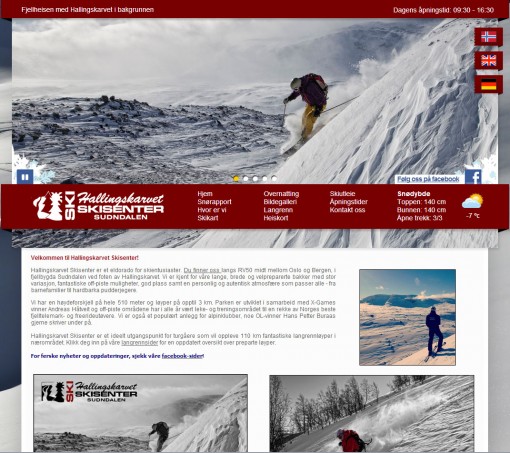 Fjellheisen med Hallingskarvet i bakgrunnen
Dagens åpningstid: 09:30 - 16:30
Følg oss på facebook
SKI Hallingskarvet
SKISENTER
SUDNDALEN
Hjem
Snørapport
Hvor er vi
Skikart
Overnatting
Bildegalleri
Langrenn
Heiskort
Skiutleie
Åpningstider
Kontakt oss
Snødybde
Toppen: 140 cm
Bunnen: 140 cm
Åpne trekk: 3/3
-7 ºc
Velkommen til Hallingskarvet Skisenter!
Hallingskarvet Skisenter er et eldorado for skientusiaster. Du finner oss langs RV50 midt mellom Oslo og Bergen, i
fjellbygda Sudndalen ved foten av Hallingskarvet. Vi er kjent for våre lange, brede og velpreparerte bakker med stor
variasjon, fantastiske off-piste muligheter, god plass samt en personlig og autentisk atmosfære som passer alle - fra
barnefamilier til hardbarka pudderjegere.
Vi har en høydeforskjell på hele 510 meter og løyper på opptil 3 km. Parken er utviklet i samarbeid med X-Games
vinner Andreas Håtveit og off-piste områdene har i alle år vært leke- og treningsområdet til en rekke av Norges beste
fjelltelemark- og freeridedrivers. Vi er også et populært anlegg for alpinklubber, noe OL-vinner Hans Petter Buraas
gjerne skriver under på.
Hallingskarvet Skisenter er et ideelt utgangspunkt for turgåere som vil oppleve 110 km fantastiske langrennløyper i
nærområdet. Klikk deg inn på våre langrennsider for en oppdatert oversikt over preparte løyper.
For ferske nyheter og oppdateringer, sjekk våre facebook-sider!
SKI Hallingskarvet
SKISENTER
SUDNDALEN